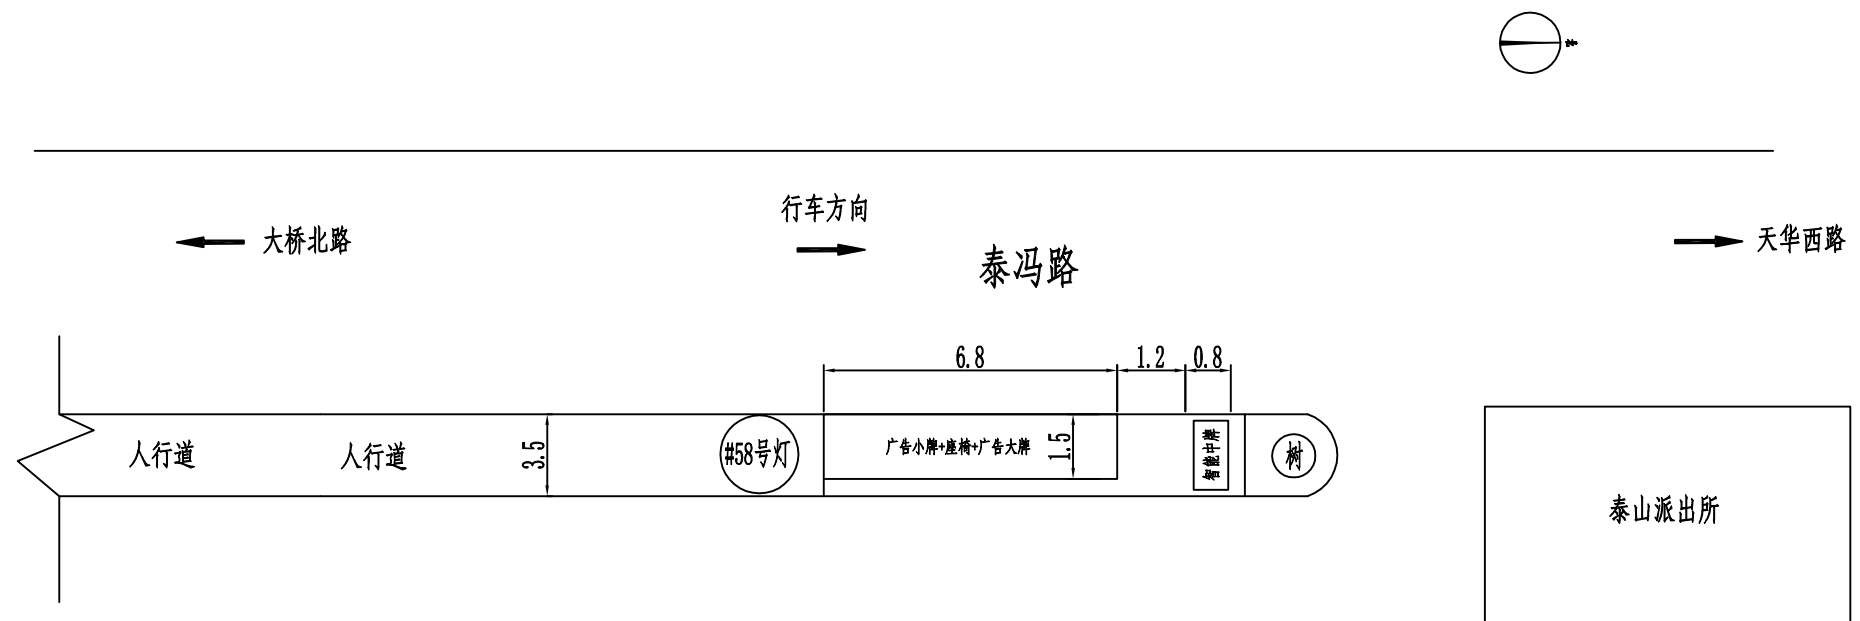 北
行车方向
大桥北路
天华西路
泰冯路
6.8
1.2
0.8
人行道
人行道
3.5
#58号灯
广告小牌+座椅+广告大牌
1.5
智能中牌
树
泰山派出所